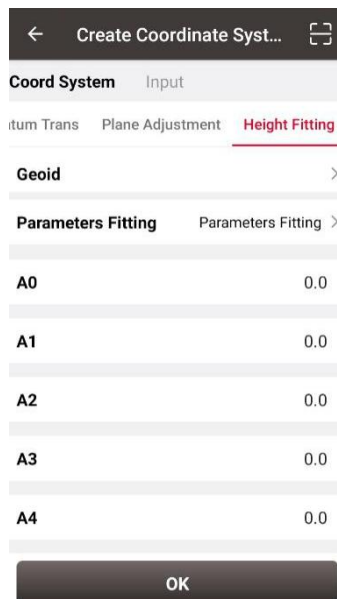 Create Coordinate Syst...
Coord System Input
tum Trans Plane Adjustment Height Fitting
Geoid
Parameters Fitting Parameters Fitting
A0 0.0
A1 0.0
A2 0.0
A3 0.0
A4 0.0
OK